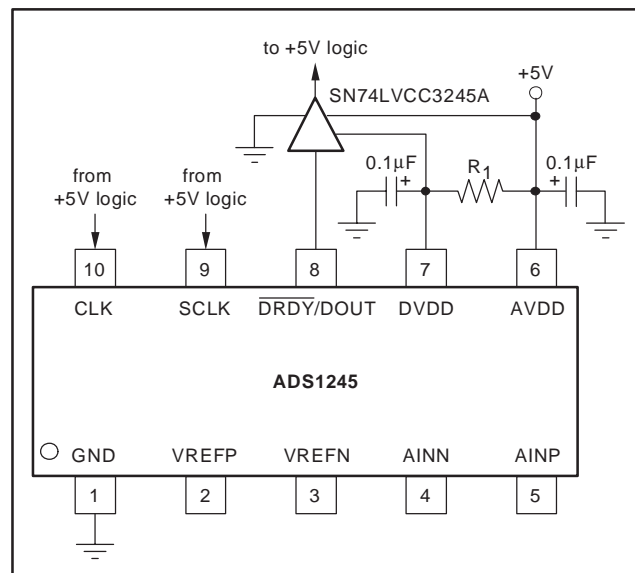 to +5V logic
+5V
SN74LVCC3245A
0.1µF
R1
0.1µF
+
+
from
+5V logic
from
+5V logic
10
9
8
7
6
CLK
SCLK
DRDY/DOUT
DVDD
AVDD
ADS1245
GND
VREFP
VREFN
AINN
AINP
1
2
3
4
5